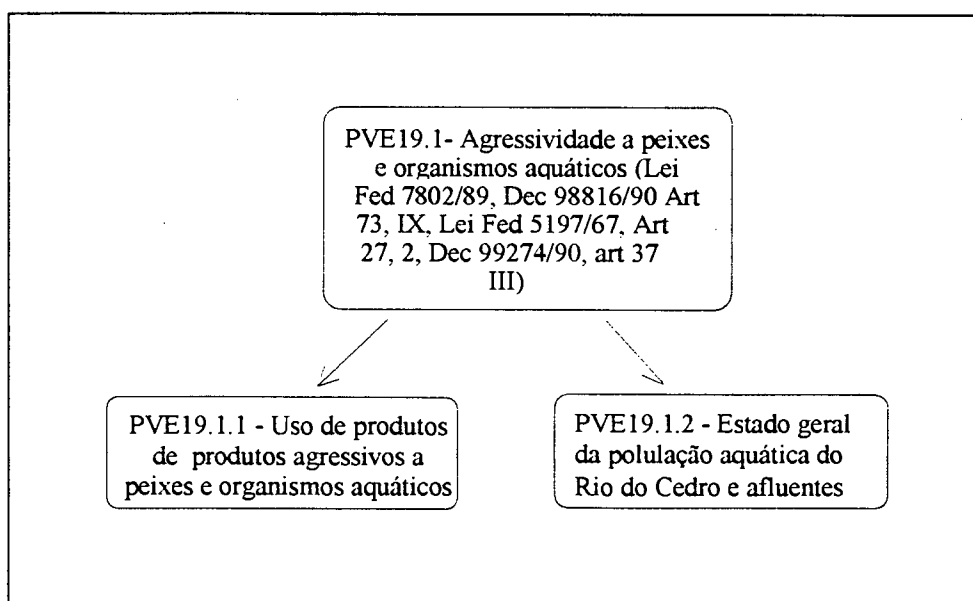 PVE19.1- Agressividade a peixes
e organismos aquáticos (Lei
Fed 7802/89, Dec 98816/90 Art
73, IX, Lei Fed 5197/67, Art
27, 2, Dec 99274/90, art 37
III)
PVE19.1.1 - Uso de produtos
de produtos agressivos a
peixes e organismos aquáticos
PVE19.1.2 - Estado geral
da polulação aquática do
Rio do Cedro e afluentes